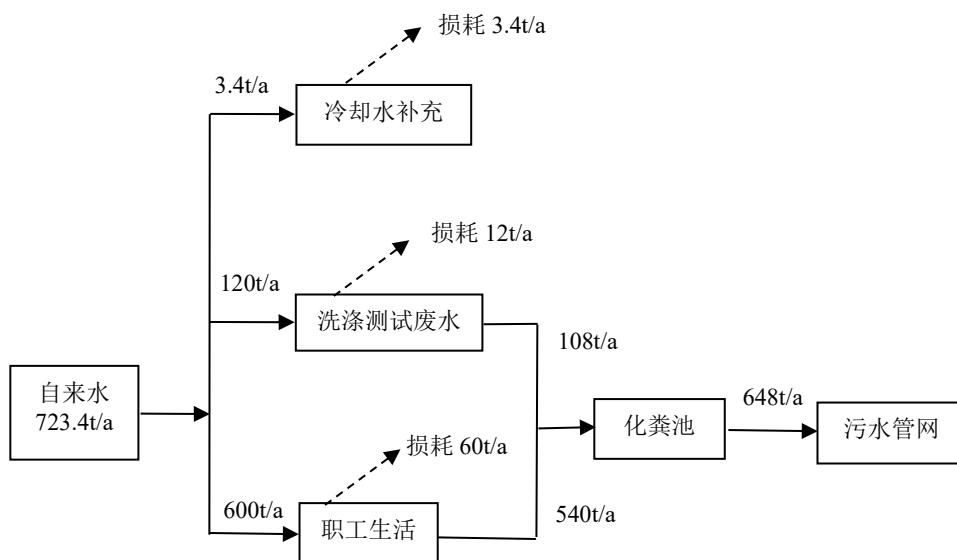 损耗 3.4t/a
3.4t/a
冷却水补充
损耗 12t/a
120t/a
洗涤测试废水
108t/a
自来水
723.4t/a
648t/a
化粪池
污水管网
损耗 60t/a
600t/a
职工生活
540t/a